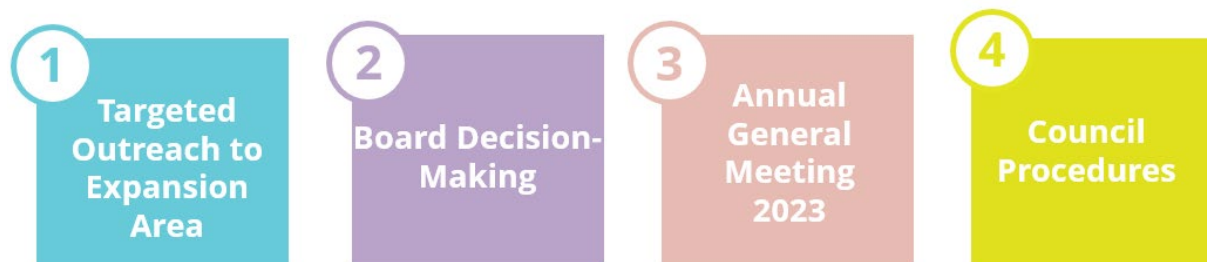 1
Targeted
Outreach to
Expansion
Area
2
Board Decision-
Making
3
Annual
General
Meeting
2023
4
Council
Procedures